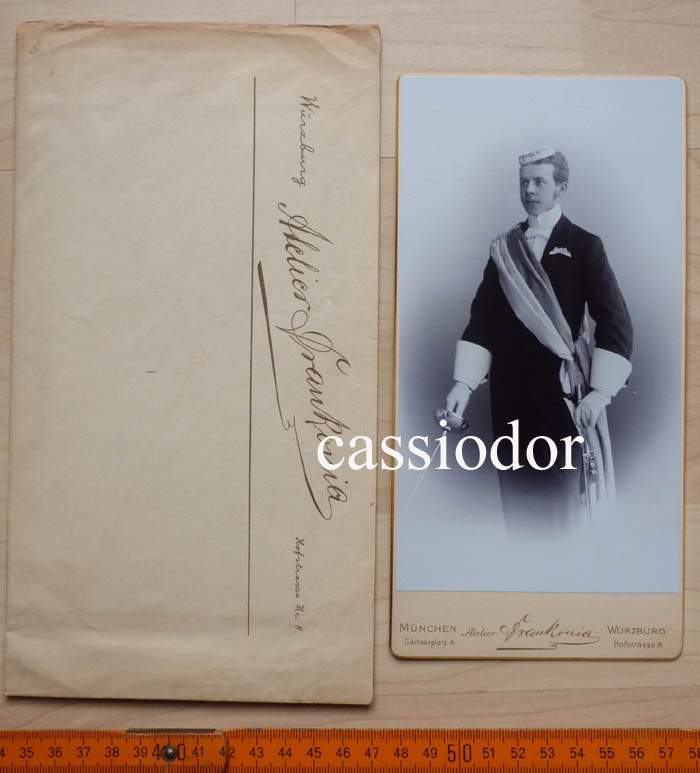 Würzburg
Atelier Frankonia
Hofstrasse Nr. 8
cassiodor
MÜNCHEN Atelier Frankonia WÜRZBURG
Gärtnerplatz 4. Hofstrasse 8.
34 35 36 37 38 39 40 41 42 43 44 45 46 47 48 49 50 51 52 53 54 55 56 57 58